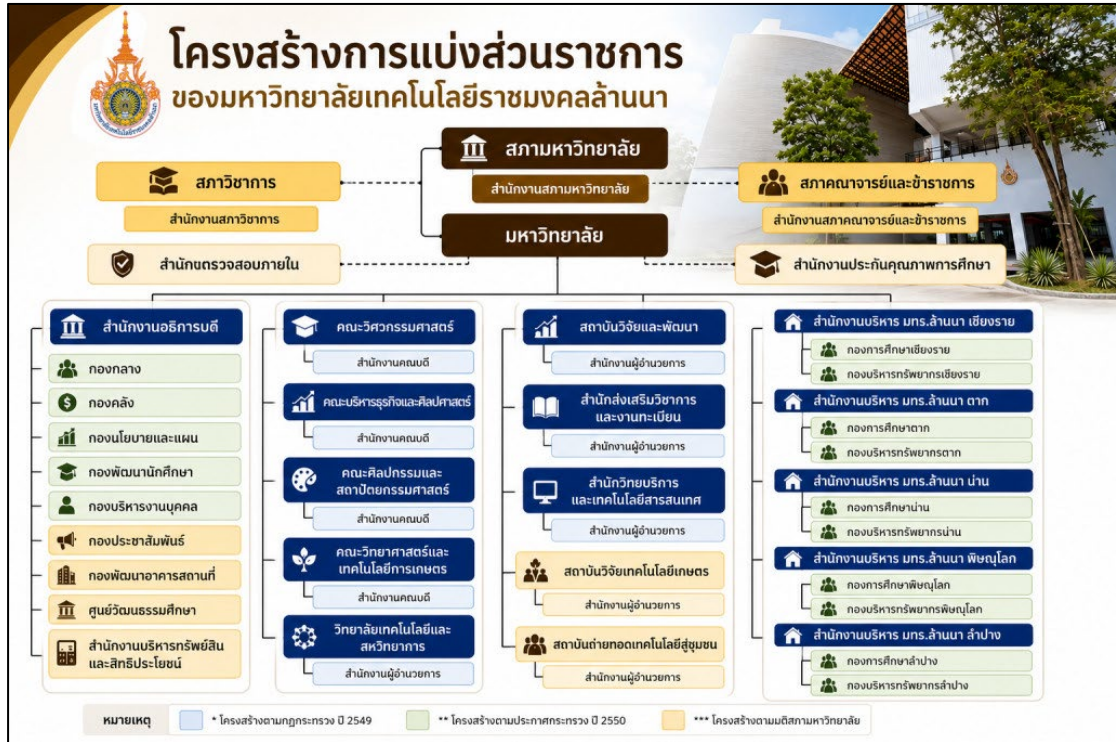 โครงสร้างการแบ่งส่วนราชการ
ของมหาวิทยาลัยเทคโนโลยีราชมงคลล้านนา
สภามหาวิทยาลัย
สำนักงานสภามหาวิทยาลัย
มหาวิทยาลัย
สภาวิชาการ
สำนักงานสภาวิชาการ
สภาคณาจารย์และข้าราชการ
สำนักงานสภาคณาจารย์และข้าราชการ
สำนักตรวจสอบภายใน
สำนักงานประกันคุณภาพการศึกษา
สำนักงานอธิการบดี
กองกลาง
กองคลัง
กองนโยบายและแผน
กองพัฒนานักศึกษา
กองบริหารงานบุคคล
กองประชาสัมพันธ์
กองพัฒนาอาคารสถานที่
ศูนย์วัฒนธรรมศึกษา
สำนักงานบริหารทรัพย์สิน
และสิทธิประโยชน์
คณะวิศวกรรมศาสตร์
สำนักงานคณบดี
คณะบริหารธุรกิจและศิลปศาสตร์
สำนักงานคณบดี
คณะศิลปกรรมและ
สถาปัตยกรรมศาสตร์
สำนักงานคณบดี
คณะวิทยาศาสตร์และ
เทคโนโลยีการเกษตร
สำนักงานคณบดี
วิทยาลัยเทคโนโลยีและ
สหวิทยาการ
สำนักงานผู้อำนวยการ
สถาบันวิจัยและพัฒนา
สำนักงานผู้อำนวยการ
สำนักส่งเสริมวิชาการ
และงานทะเบียน
สำนักงานผู้อำนวยการ
สำนักวิทยบริการ
และเทคโนโลยีสารสนเทศ
สำนักงานผู้อำนวยการ
สถาบันวิจัยเทคโนโลยีเกษตร
สำนักงานผู้อำนวยการ
สถาบันถ่ายทอดเทคโนโลยีสู่ชุมชน
สำนักงานผู้อำนวยการ
สำนักงานบริหาร มทร.ล้านนา เชียงราย
กองการศึกษาเชียงราย
กองบริหารทรัพยากรเชียงราย
สำนักงานบริหาร มทร.ล้านนา ตาก
กองการศึกษาตาก
กองบริหารทรัพยากรตาก
สำนักงานบริหาร มทร.ล้านนา น่าน
กองการศึกษาน่าน
กองบริหารทรัพยากรน่าน
สำนักงานบริหาร มทร.ล้านนา พิษณุโลก
กองการศึกษาพิษณุโลก
กองบริหารทรัพยากรพิษณุโลก
สำนักงานบริหาร มทร.ล้านนา ลำปาง
กองการศึกษาลำปาง
กองบริหารทรัพยากรลำปาง
หมายเหตุ
* โครงสร้างตามกฎกระทรวง ปี 2549
** โครงสร้างตามประกาศกระทรวง ปี 2550
*** โครงสร้างตามมติสภามหาวิทยาลัย